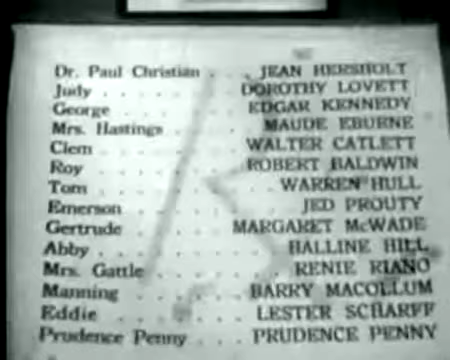 Dr. Paul Christian . . JEAN HERSHOLT
Judy . . . . . DOROTHY LOVETT
George . . . . . EDGAR KENNEDY
Mrs. Hastings . . . . MAUDE EBURNE
Clem . . . . . WALTER CATLETT
Roy . . . . . ROBERT BALDWIN
Tom . . . . . . WARREN HULL
Emerson . . . . . . JED PROUTY
Gertrude . . . . MARGARET McWADE
Abby . . . . . . HALLINE HILL
Mrs. Gattle . . . . . RENIE RIANO
Manning . . . . BARRY MACOLLUM
Eddie . . . . . LESTER SCHARFF
Prudence Penny . . . PRUDENCE PENNY